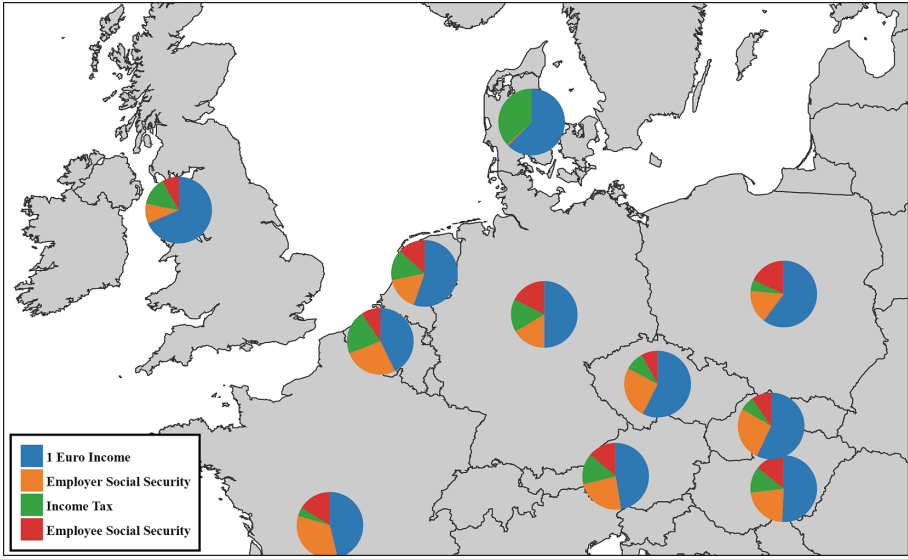 1 Euro Income
Employer Social Security
Income Tax
Employee Social Security